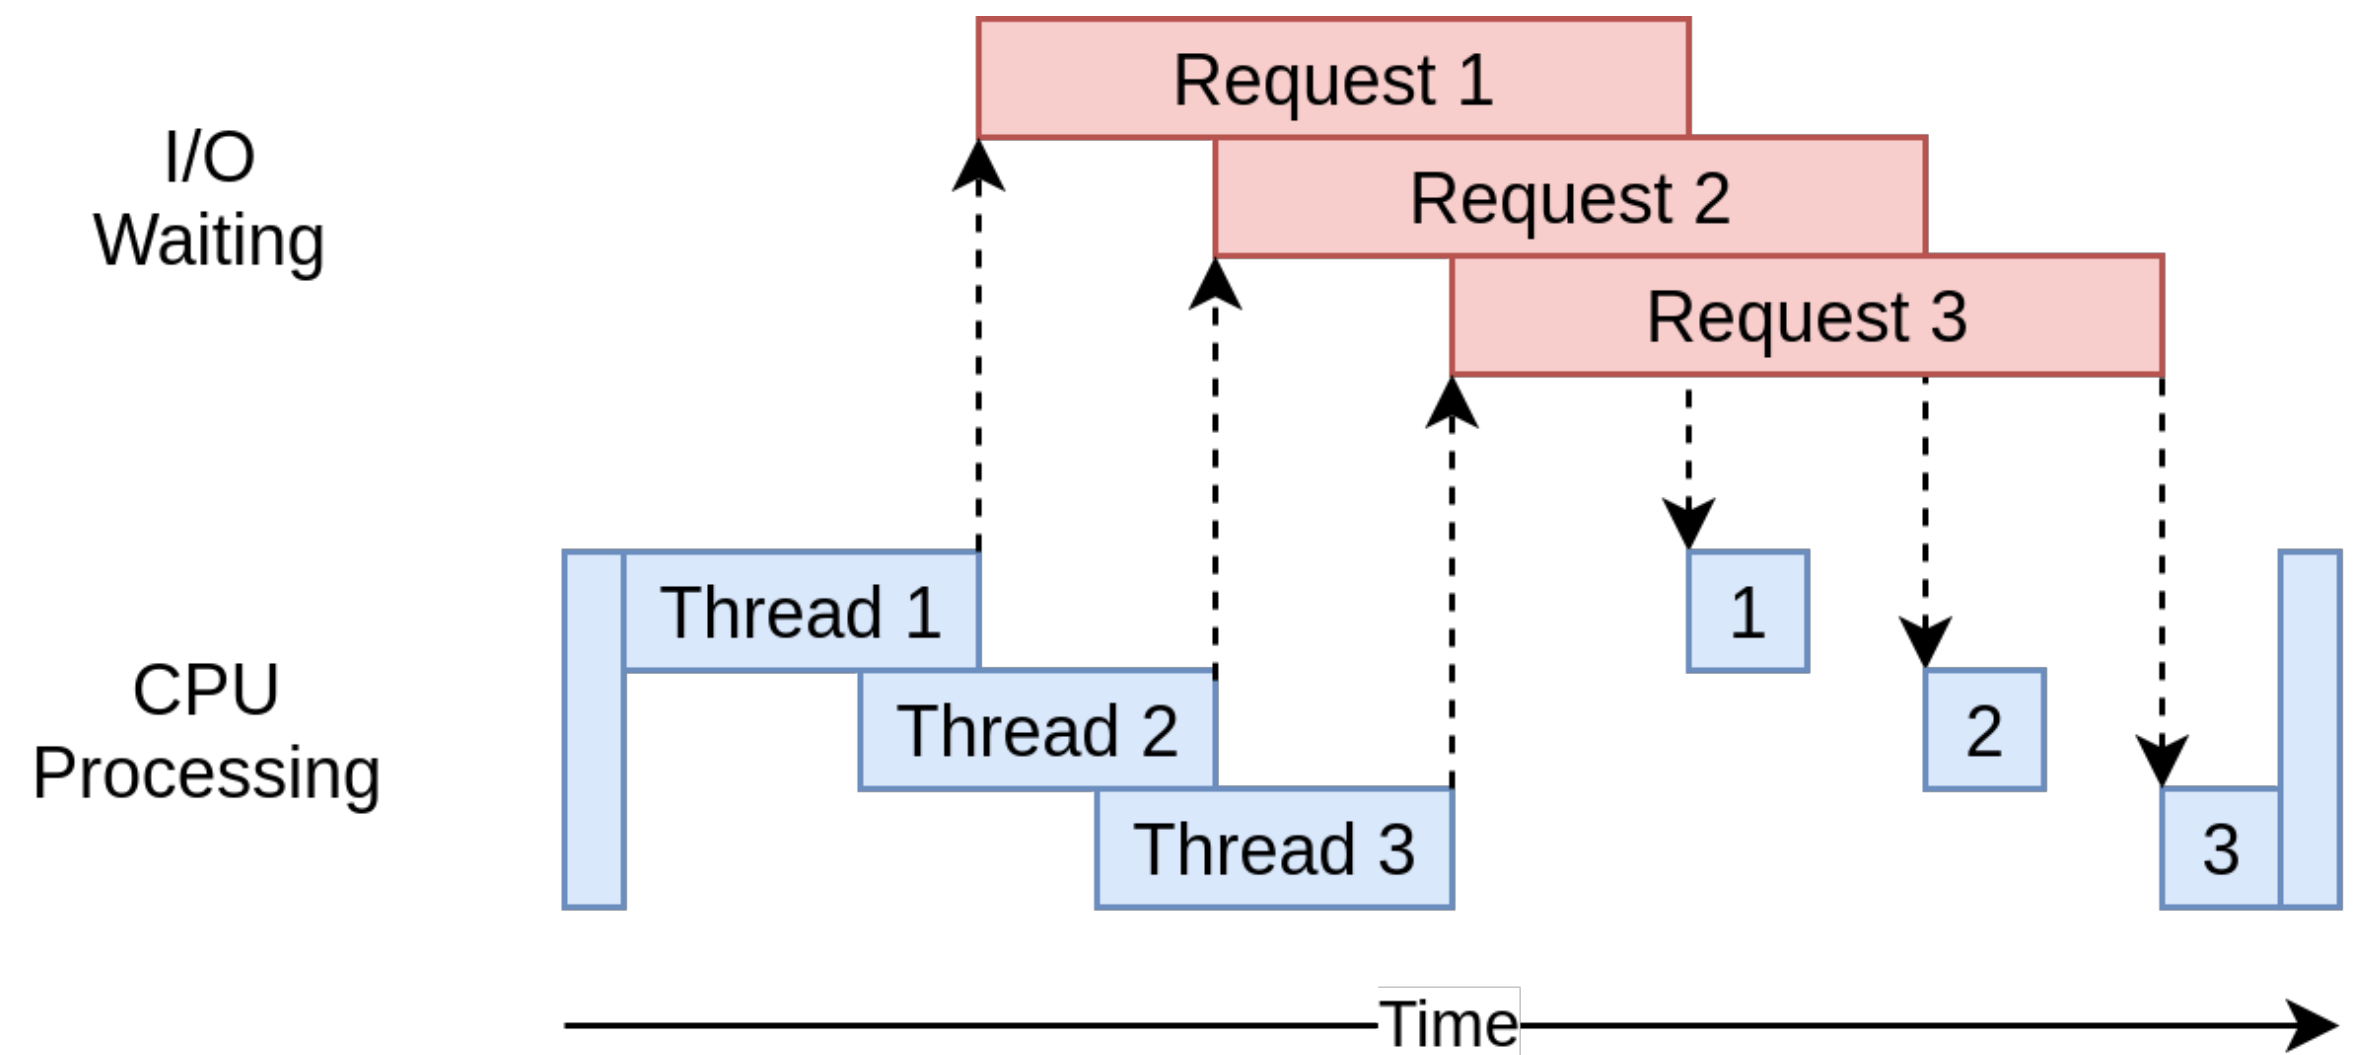 Request 1
I/O
Waiting
Request 2
Request 3
Thread 1
1
CPU
Processing
Thread 2
2
Thread 3
3
Time